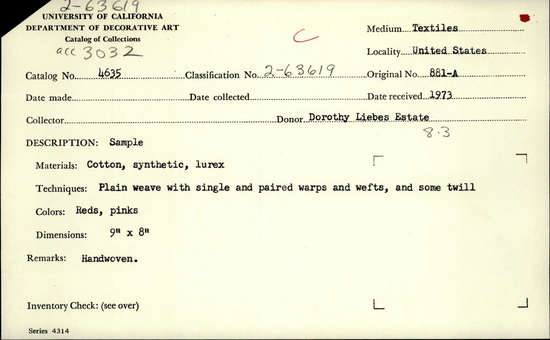 2-63619
UNIVERSITY OF CALIFORNIA
DEPARTMENT OF DECORATIVE ART
Catalog of Collections
acc 3032
C
Medium Textiles
Locality United States
Catalog No. 4635 Classification No. 2-63619 Original No. 881-A
Date made Date collected Date received 1973
Collector Donor Dorothy Liebes Estate
8.3
DESCRIPTION: Sample
Materials: Cotton, synthetic, lurex
Techniques: Plain weave with single and paired warps and wefts, and some twill
Colors: Reds, pinks
Dimensions: 9" x 8"
Remarks: Handwoven.
Inventory Check: (see over)
Series 4314